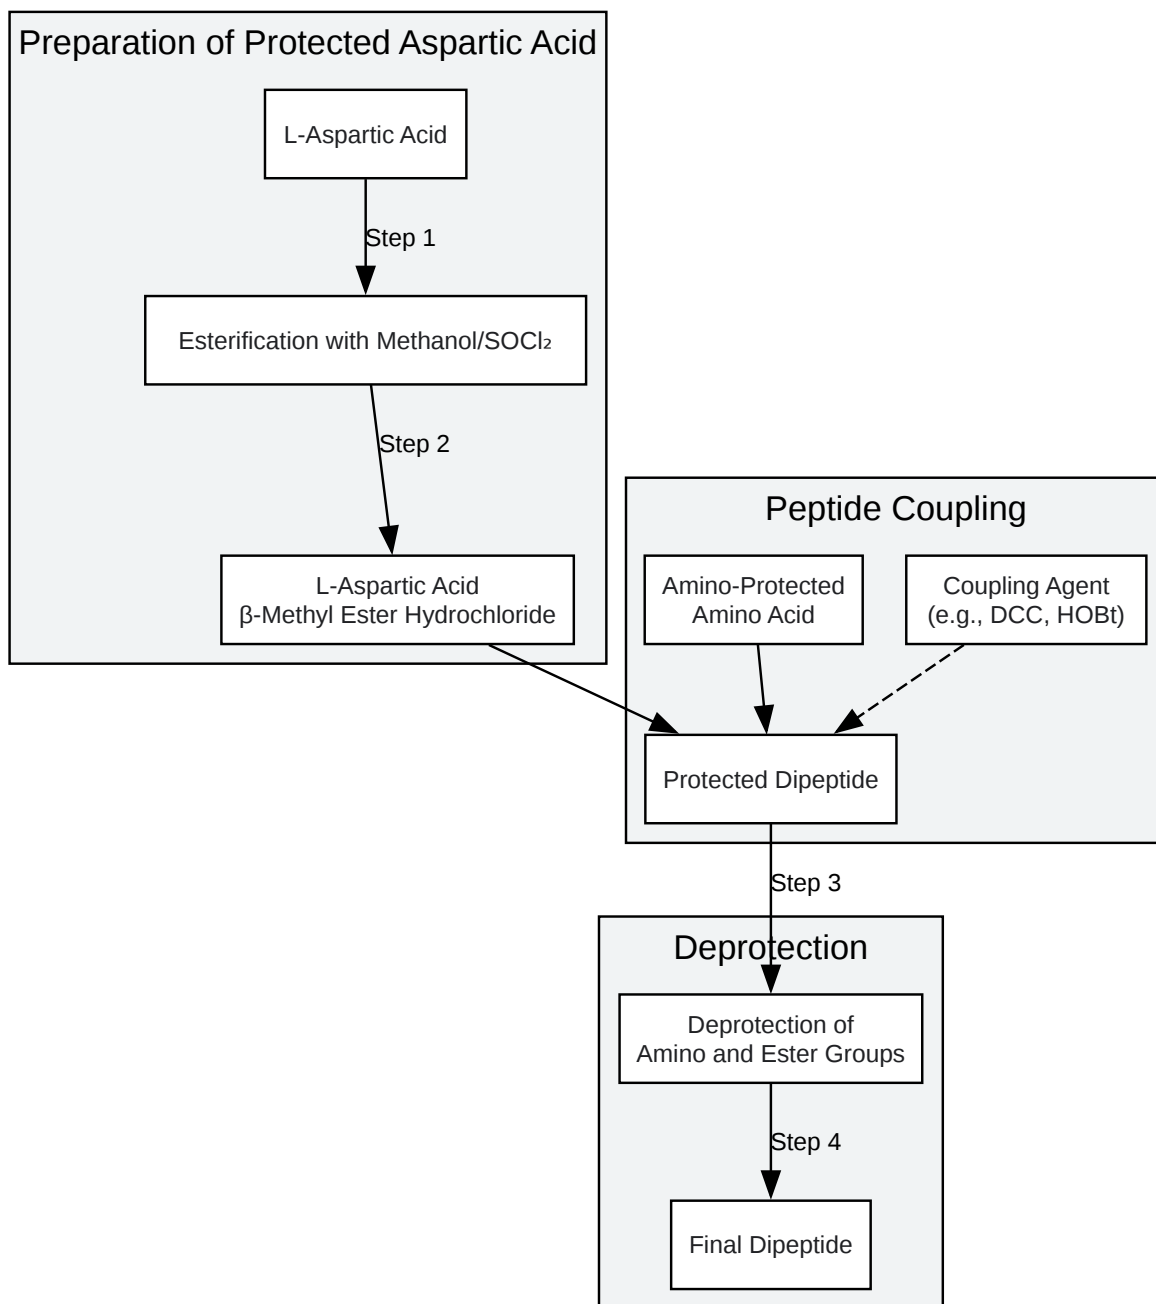 Preparation of Protected Aspartic Acid
L-Aspartic Acid
Step 1
Esterification with Methanol/SOCl₂
Step 2
L-Aspartic Acid
β-Methyl Ester Hydrochloride
Peptide Coupling
Amino-Protected
Amino Acid
Coupling Agent
(e.g., DCC, HOBt)
Protected Dipeptide
Step 3
Deprotection
Deprotection of
Amino and Ester Groups
Step 4
Final Dipeptide